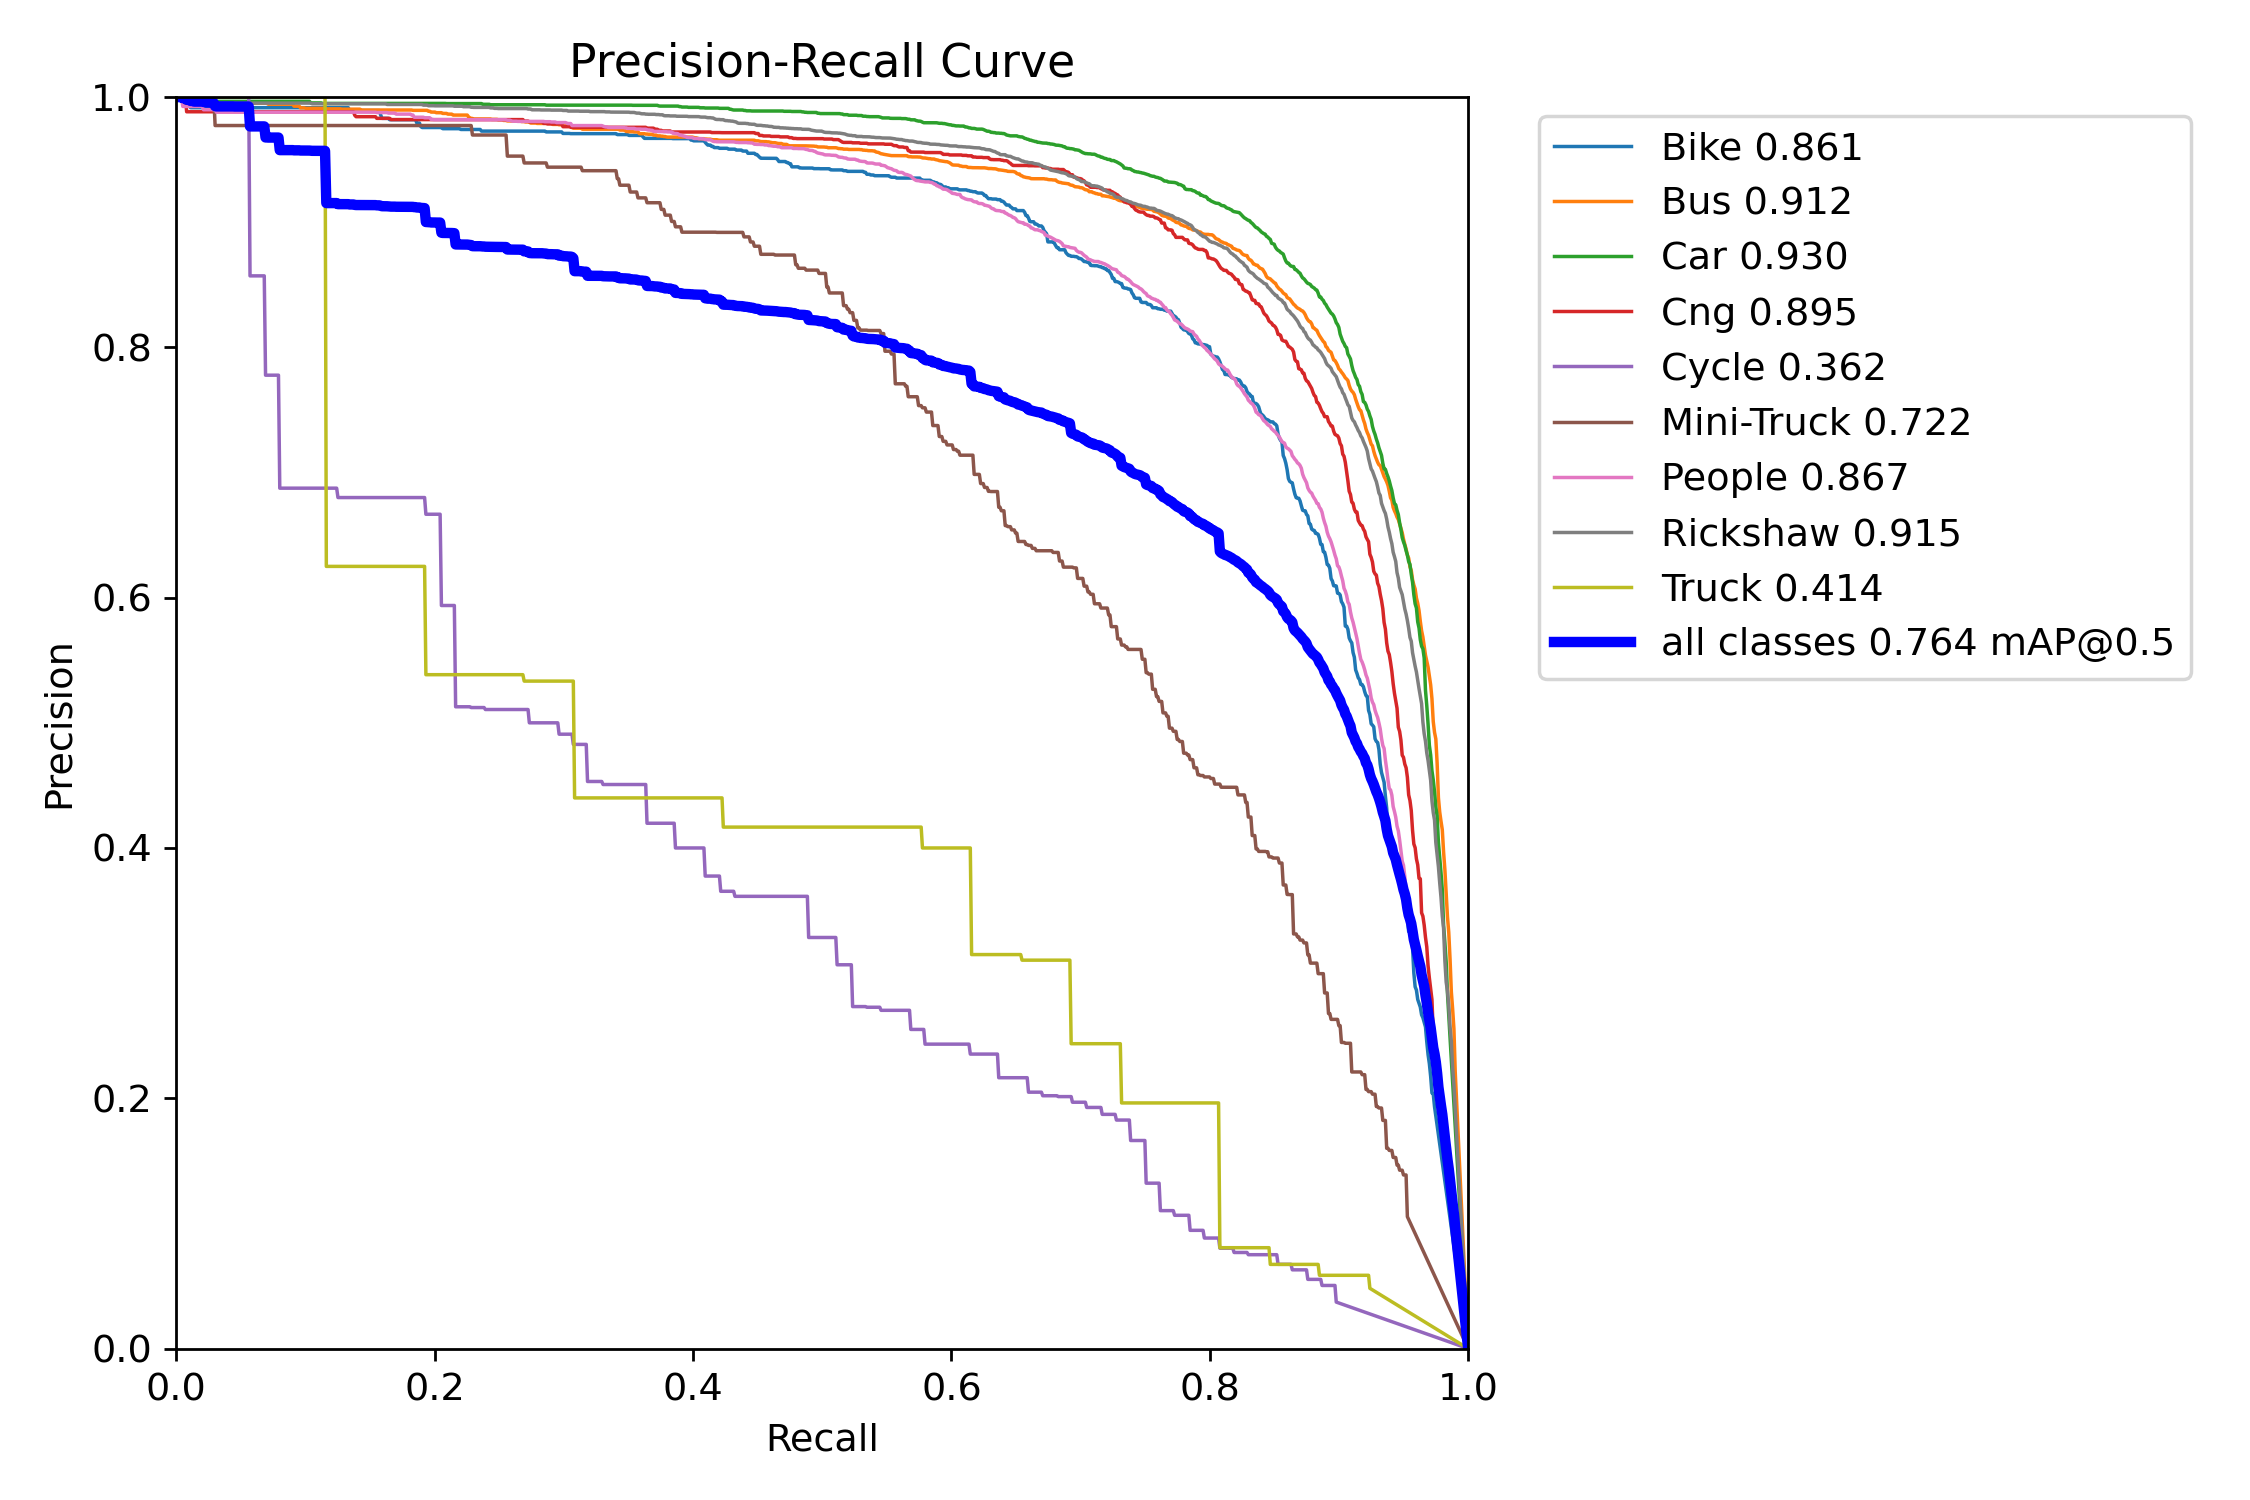 Precision-Recall Curve
1.0
0.8
0.6
0.4
0.2
0.0
Precision
0.0 0.2 0.4 0.6 0.8 1.0
Recall
Bike 0.861
Bus 0.912
Car 0.930
Cng 0.895
Cycle 0.362
Mini-Truck 0.722
People 0.867
Rickshaw 0.915
Truck 0.414
all classes 0.764 mAP@0.5